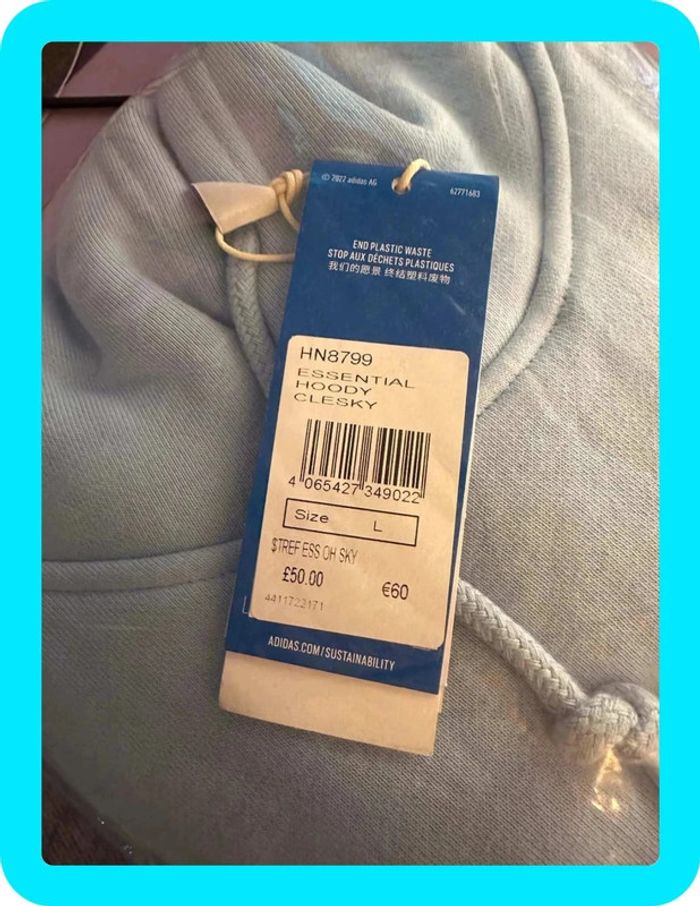 © 2022 adidas AG
62771683
END PLASTIC WASTE
STOP AUX DÉCHETS PLASTIQUES
我们的愿景 终结塑料废物
HN8799
ESSENTIAL
HOODY
CLESKY
4 065427 349022
Size L
$TREF ESS OH SKY
£50.00 €60
4411722171
ADIDAS.COM/SUSTAINABILITY